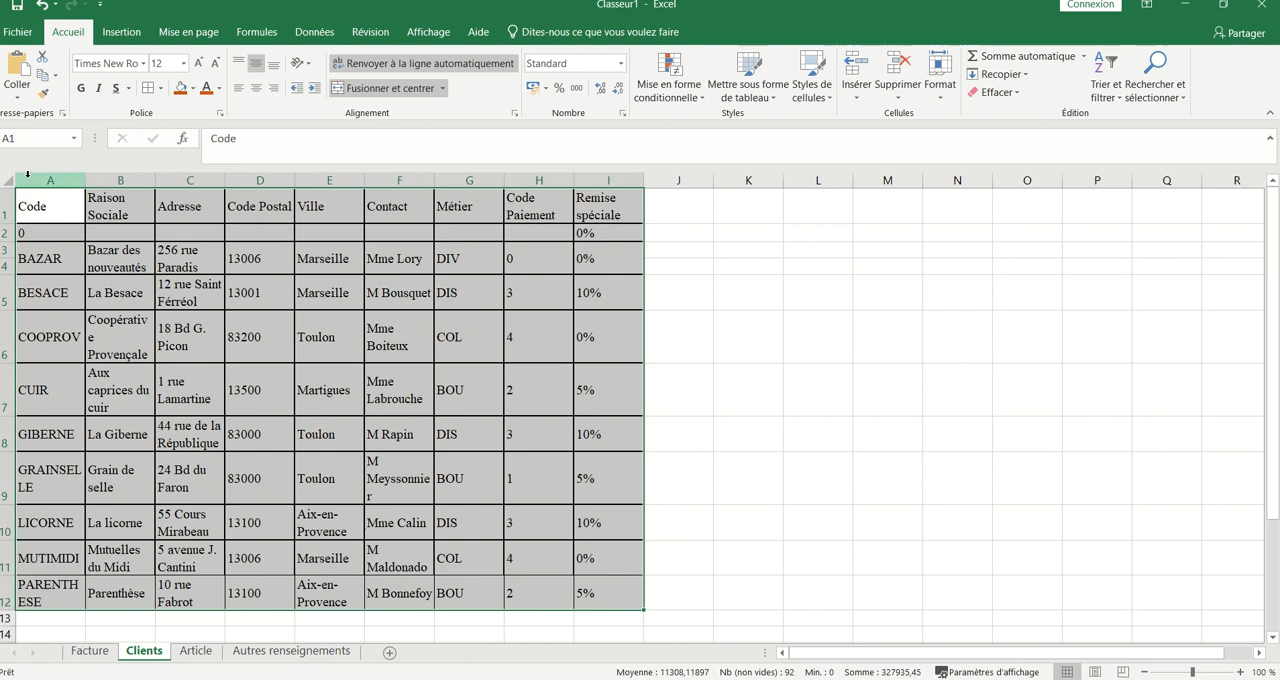 Classeur1 - Excel
Connexion
Fichier Accueil Insertion Mise en page Formules Données Révision Affichage Aide Dites-nous ce que vous voulez faire Partager
Coller
Times New Ro 12
G I S
Renvoyer à la ligne automatiquement
Fusionner et centrer
Standard
% 000
Mise en forme conditionnelle
Mettre sous forme de tableau
Styles de cellules
Insérer Supprimer Format
Somme automatique
Recopier
Effacer
Trier et filtrer
Rechercher et sélectionner
resse-papiers Police Alignement Nombre Styles Cellules Édition
A1 fx Code
A B C D E F G H I J K L M N O P Q R
1 Code Raison Sociale Adresse Code Postal Ville Contact Métier Code Paiement Remise spéciale
2 0 0%
3
4 BAZAR Bazar des nouveautés 256 rue Paradis 13006 Marseille Mme Lory DIV 0 0%
5 BESACE La Besace 12 rue Saint Férréol 13001 Marseille M Bousquet DIS 3 10%
6 COOPROV Coopérative Provençale 18 Bd G. Picon 83200 Toulon Mme Boiteux COL 4 0%
7 CUIR Aux caprices du cuir 1 rue Lamartine 13500 Martigues Mme Labrouche BOU 2 5%
8 GIBERNE La Giberne 44 rue de la République 83000 Toulon M Rapin DIS 3 10%
9 GRAINSELLE Grain de selle 24 Bd du Faron 83000 Toulon M Meyssonnier BOU 1 5%
10 LICORNE La licorne 55 Cours Mirabeau 13100 Aix-en-Provence Mme Calin DIS 3 10%
11 MUTIMIDI Mutuelles du Midi 5 avenue J. Cantini 13006 Marseille M Maldonado COL 4 0%
12 PARENTHESE Parenthèse 10 rue Fabrot 13100 Aix-en-Provence M Bonnefoy BOU 2 5%
13
14
Facture Clients Article Autres renseignements
Prêt Moyenne : 11308,11897 Nb (non vides) : 92 Min. : 0 Somme : 327935,45 Paramètres d'affichage 100 %